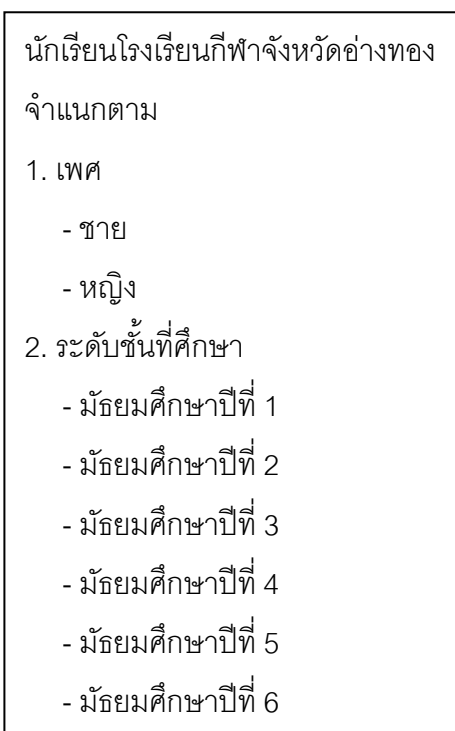 นักเรียนโรงเรียนกีฬาจังหวัดอ่างทอง
จำแนกตาม
1. เพศ
- ชาย
- หญิง
2. ระดับชั้นที่ศึกษา
- มัธยมศึกษาปีที่ 1
- มัธยมศึกษาปีที่ 2
- มัธยมศึกษาปีที่ 3
- มัธยมศึกษาปีที่ 4
- มัธยมศึกษาปีที่ 5
- มัธยมศึกษาปีที่ 6